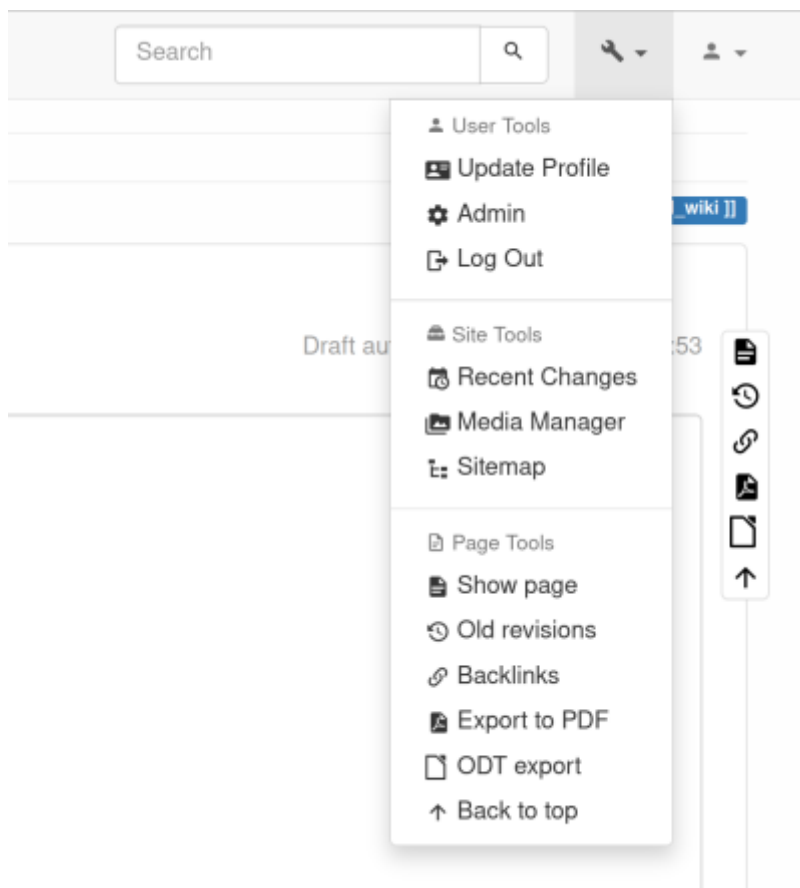 Search
User Tools
Update Profile
Admin
_wiki ]]
Log Out
Site Tools
Draft au
:53
Recent Changes
Media Manager
Sitemap
Page Tools
Show page
Old revisions
Backlinks
Export to PDF
ODT export
Back to top